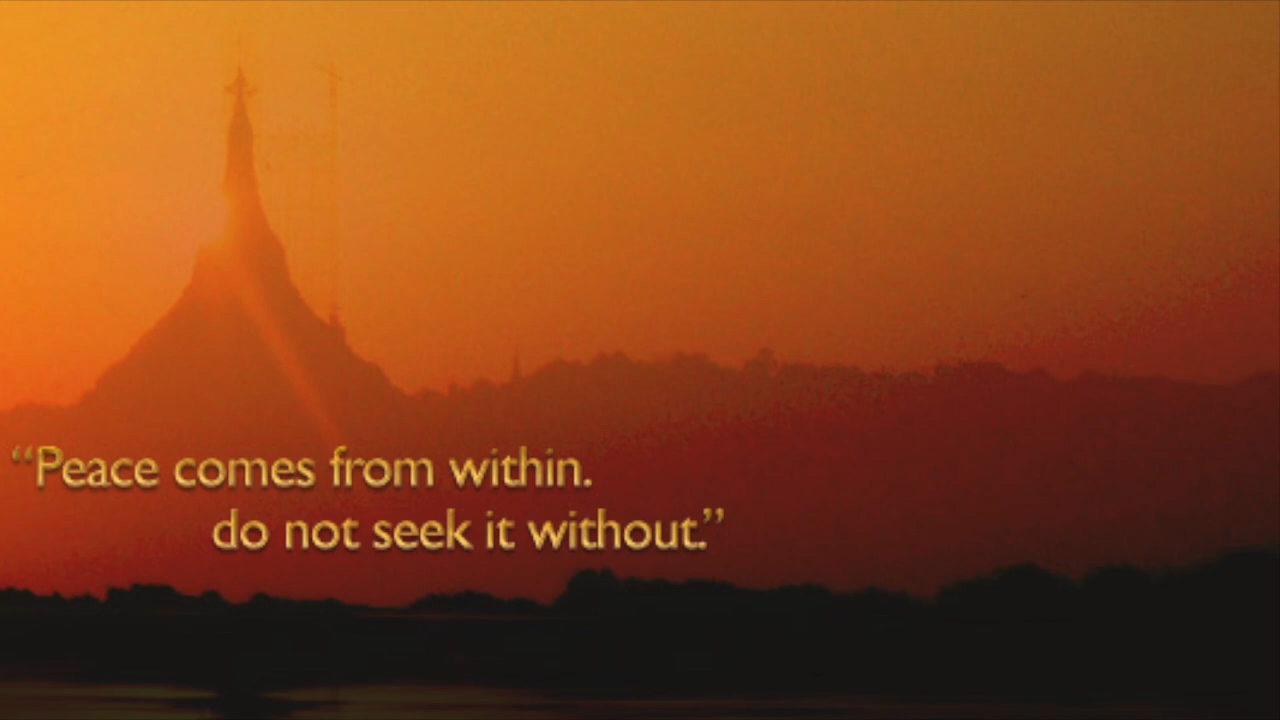 “Peace comes from within.
do not seek it without.”